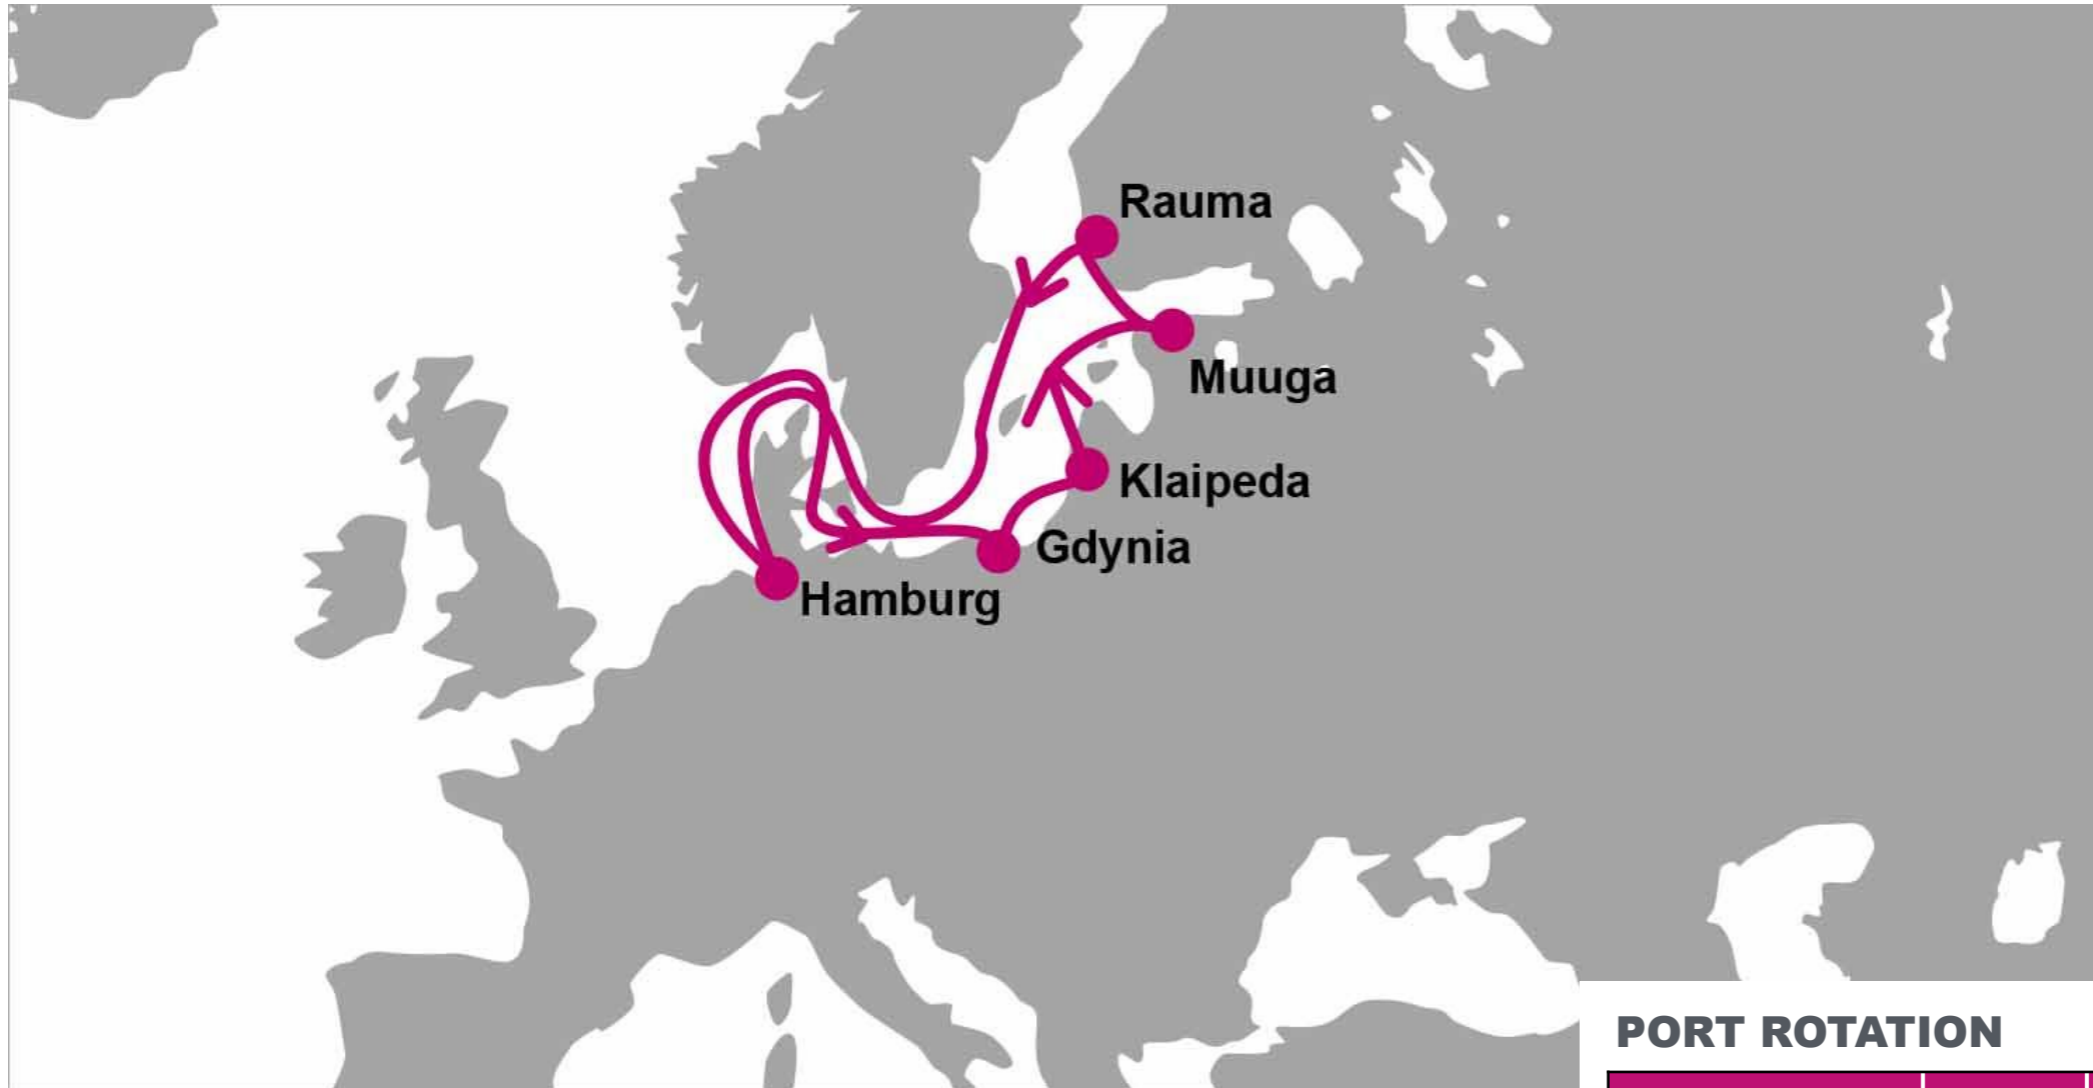 Rauma
Muuga
Klaipeda
Gdynia
Hamburg
PORT ROTATION